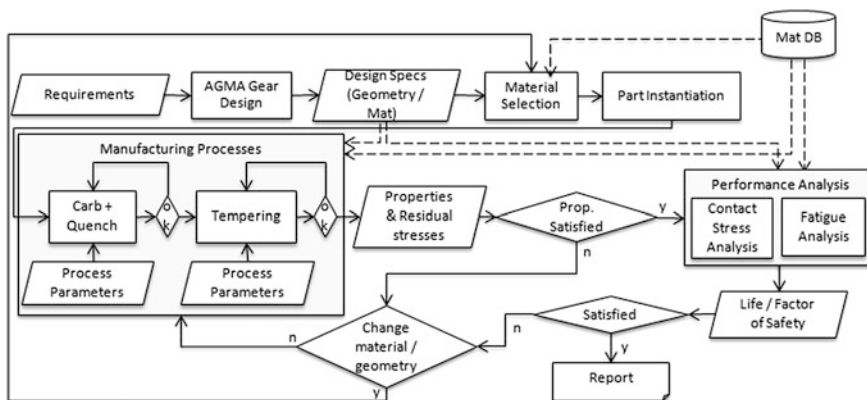 Mat DB
Requirements
AGMA Gear
Design
Design Specs
(Geometry /
Mat)
Material
Selection
Part Instantiation
Manufacturing Processes
Carb +
Quench
o
k
Tempering
o
k
Process
Parameters
Process
Parameters
Properties
& Residual
stresses
Prop.
Satisfied
y
n
Performance Analysis
Contact
Stress
Analysis
Fatigue
Analysis
Life / Factor
of Safety
Satisfied
n
y
Report
Change
material /
geometry
n
y